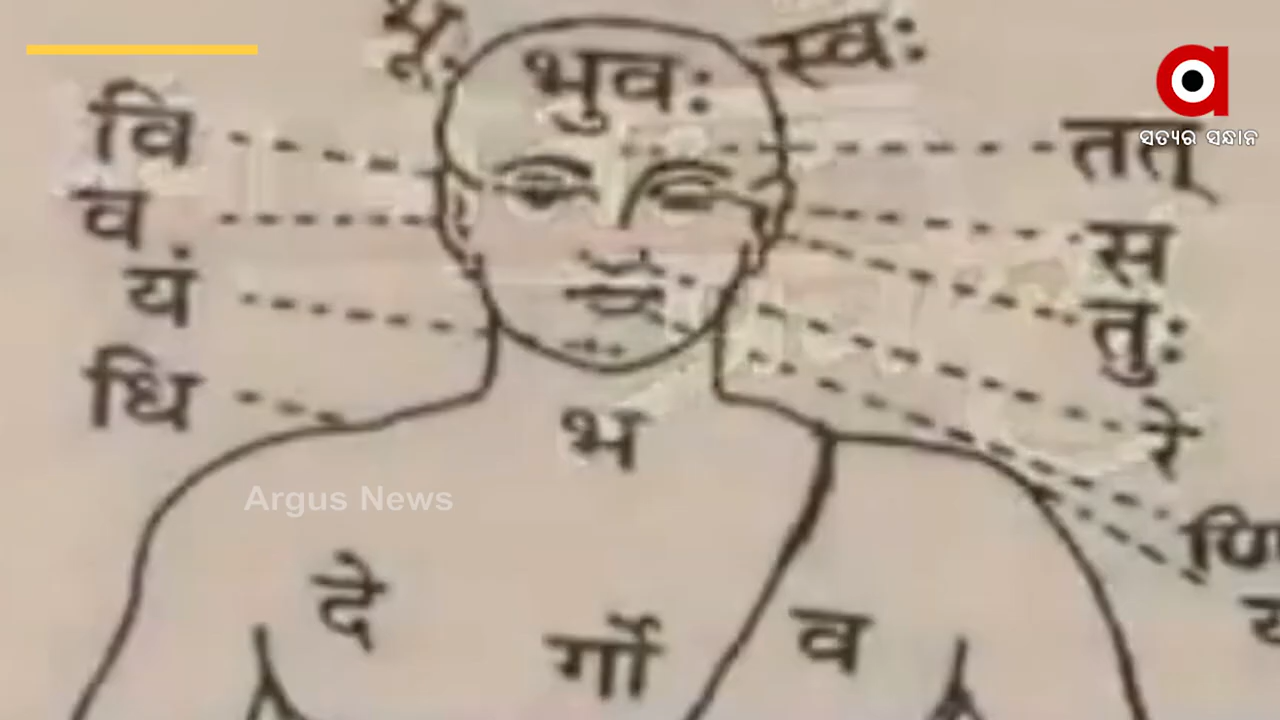 भू:
भुवः
स्वः
ସତ୍ୟର ସନ୍ଧାନ
वि
तत्
व
स
यं
तुः
धि
रे
भ
Argus News
दे
र्गो
व